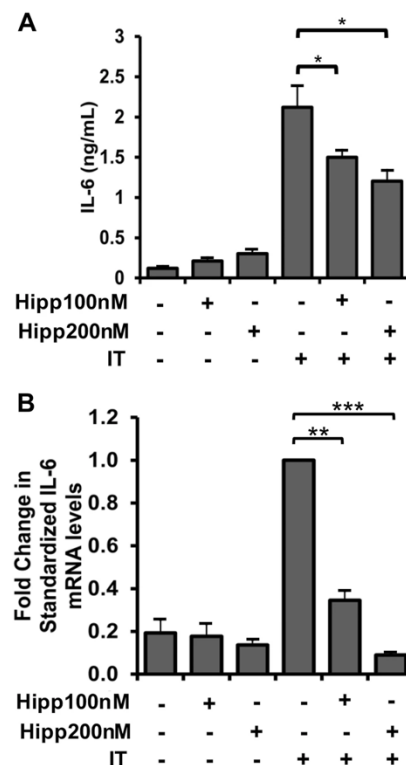 A
3
2.5
2
1.5
1
0.5
0
IL-6 (ng/mL)
*
*
Hipp100nM - + - - + -
Hipp200nM - - + - - +
IT - - - + + +
B
1.2
1.0
0.8
0.6
0.4
0.2
0.0
Fold Change in
Standardized IL-6
mRNA levels
***
**
Hipp100nM - + - - + -
Hipp200nM - - + - - +
IT - - - + + +